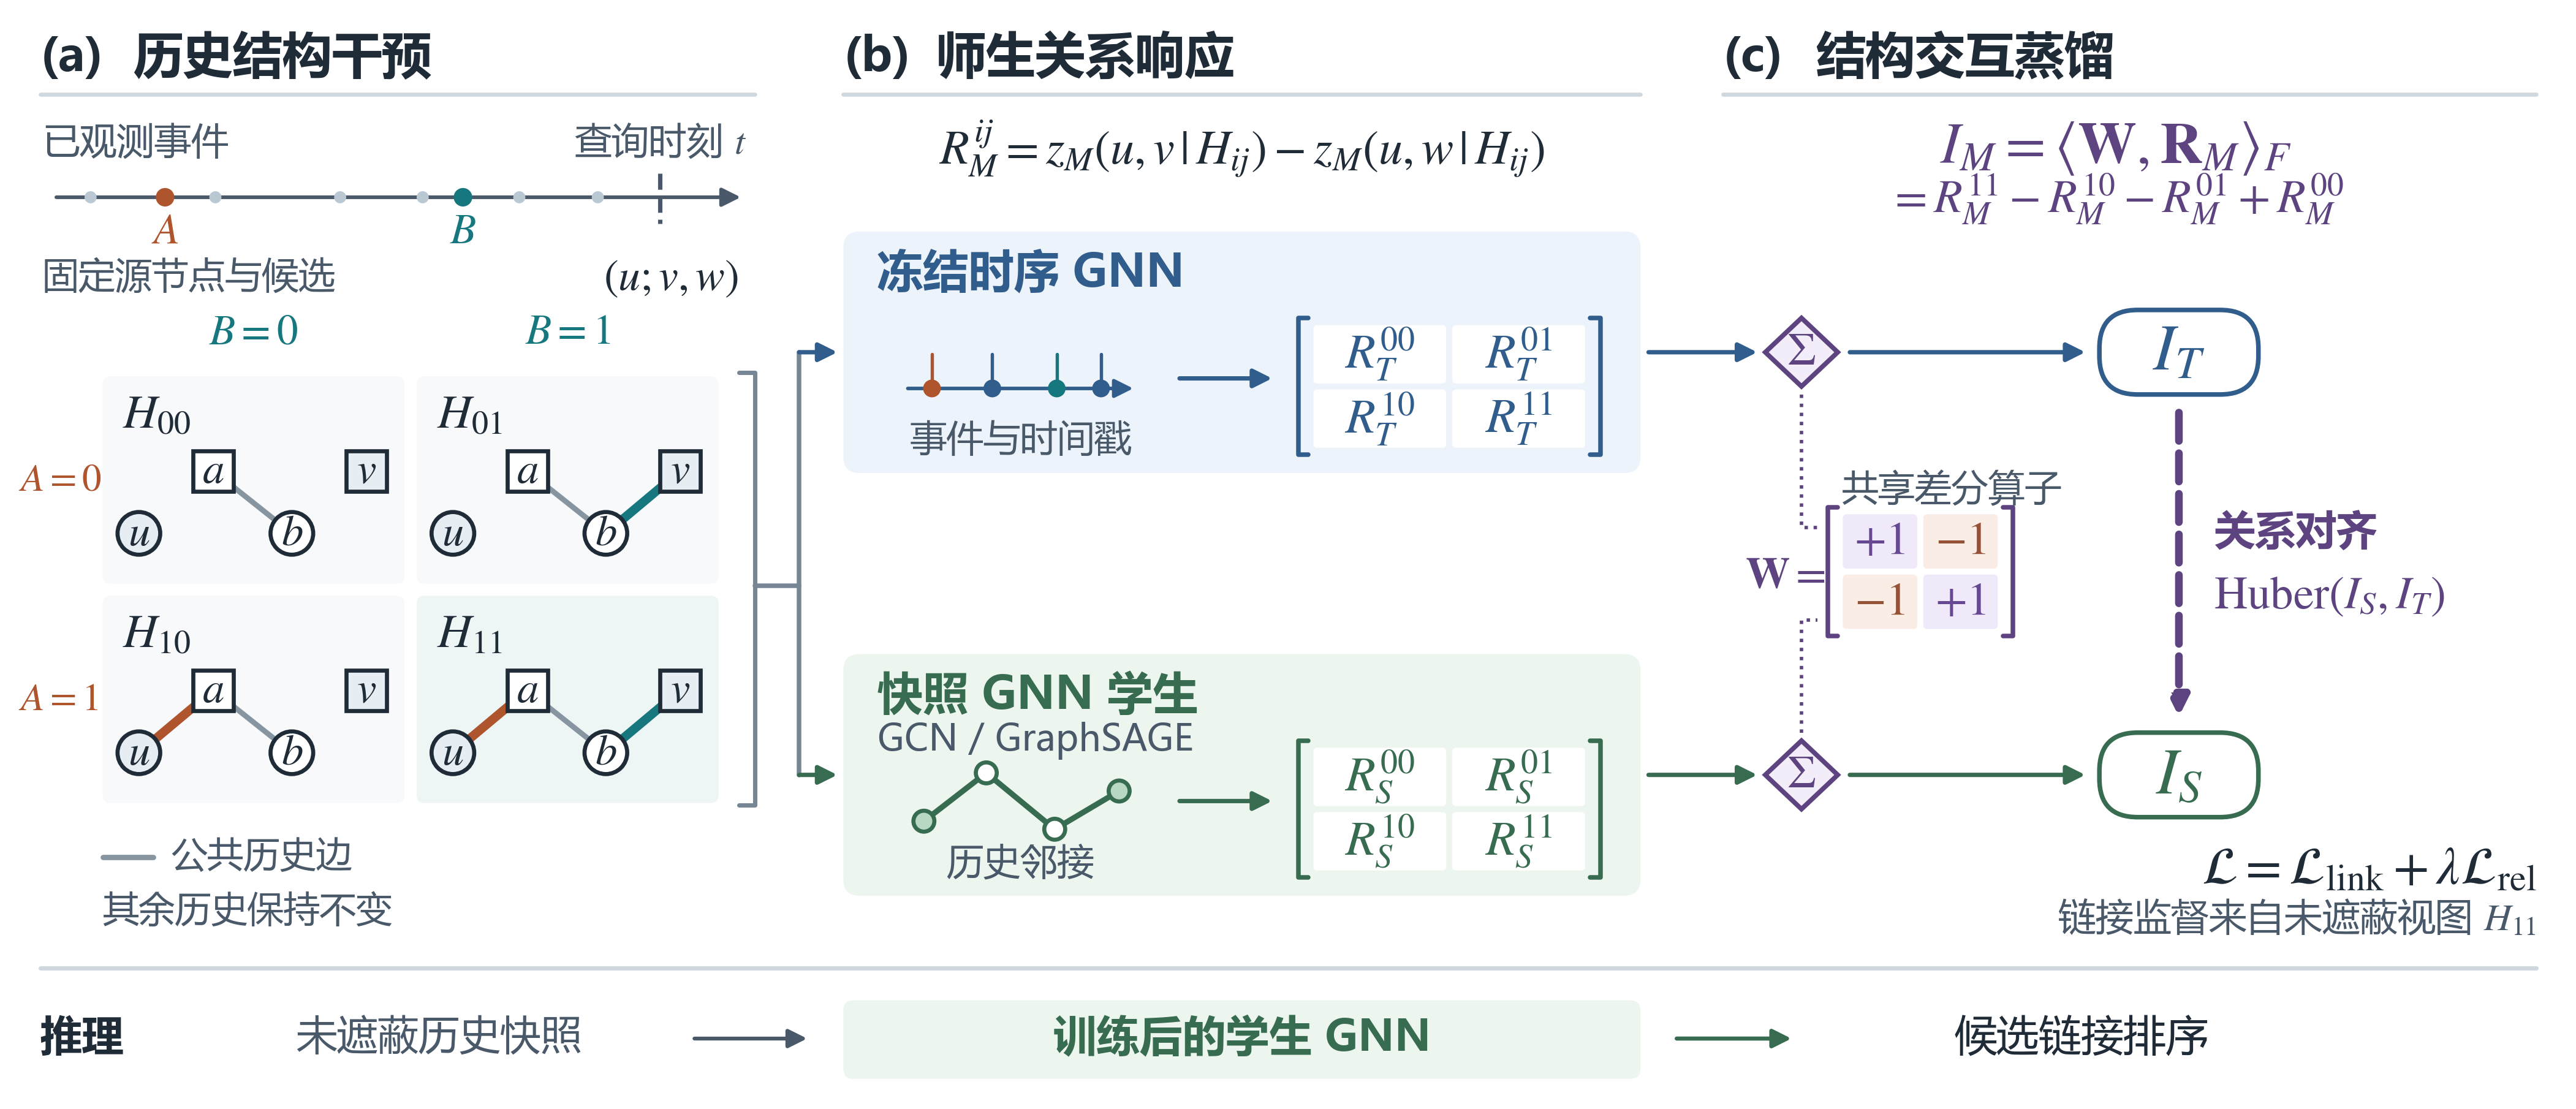 (a) 历史结构干预
已观测事件
查询时刻 t
A
B
固定源节点与候选
(u; v, w)
B = 0
B = 1
A = 0
H00
a
v
u
b
H01
a
v
u
b
A = 1
H10
a
v
u
b
H11
a
v
u
b
公共历史边
其余历史保持不变
(b) 师生关系响应
R_M^{ij} = z_M(u, v | H_{ij}) − z_M(u, w | H_{ij})
冻结时序 GNN
事件与时间戳
R_T^{00} R_T^{01}
R_T^{10} R_T^{11}
快照 GNN 学生
GCN / GraphSAGE
历史邻接
R_S^{00} R_S^{01}
R_S^{10} R_S^{11}
(c) 结构交互蒸馏
I_M = ⟨W, R_M⟩_F
= R_M^{11} − R_M^{10} − R_M^{01} + R_M^{00}
Σ
I_T
共享差分算子
W =
+1 −1
−1 +1
关系对齐
Huber(I_S, I_T)
Σ
I_S
ℒ = ℒ_link + λℒ_rel
链接监督来自未遮蔽视图 H11
推理
未遮蔽历史快照
训练后的学生 GNN
候选链接排序